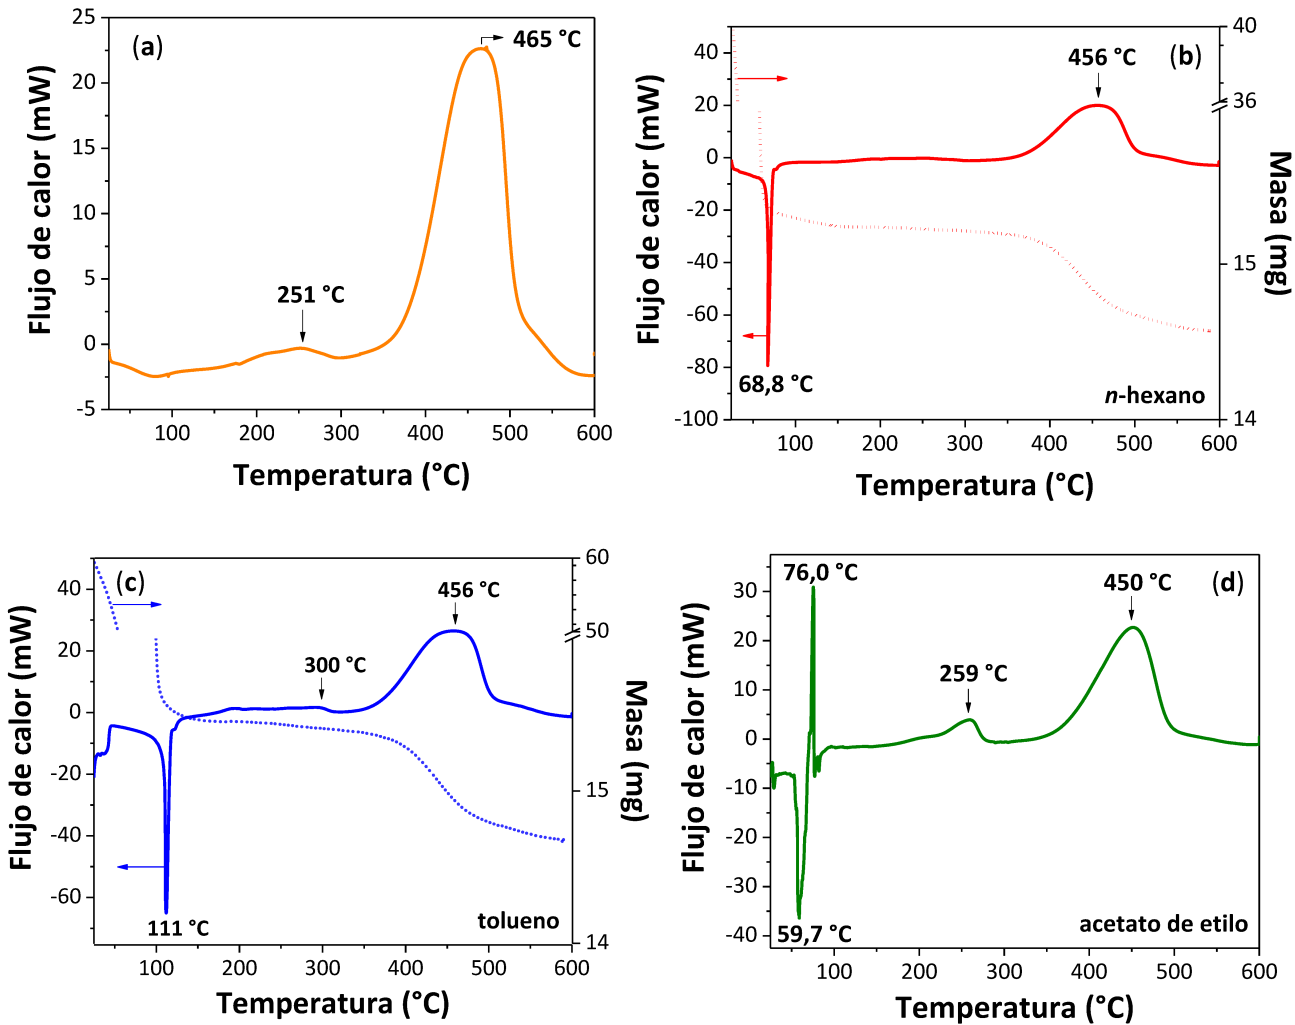 (a)
465 °C
251 °C
Flujo de calor (mW)
25
20
15
10
5
0
-5
100 200 300 400 500 600
Temperatura (°C)
(b)
456 °C
68,8 °C
n-hexano
Flujo de calor (mW)
40
20
0
-20
-40
-60
-80
-100
40
36
15
14
Masa (mg)
100 200 300 400 500 600
Temperatura (°C)
(c)
456 °C
300 °C
111 °C
tolueno
Flujo de calor (mW)
40
20
0
-20
-40
-60
60
50
15
14
Masa (mg)
100 200 300 400 500 600
Temperatura (°C)
(d)
76,0 °C
450 °C
259 °C
59,7 °C
acetato de etilo
Flujo de calor (mW)
30
20
10
0
-10
-20
-30
-40
100 200 300 400 500 600
Temperatura (°C)